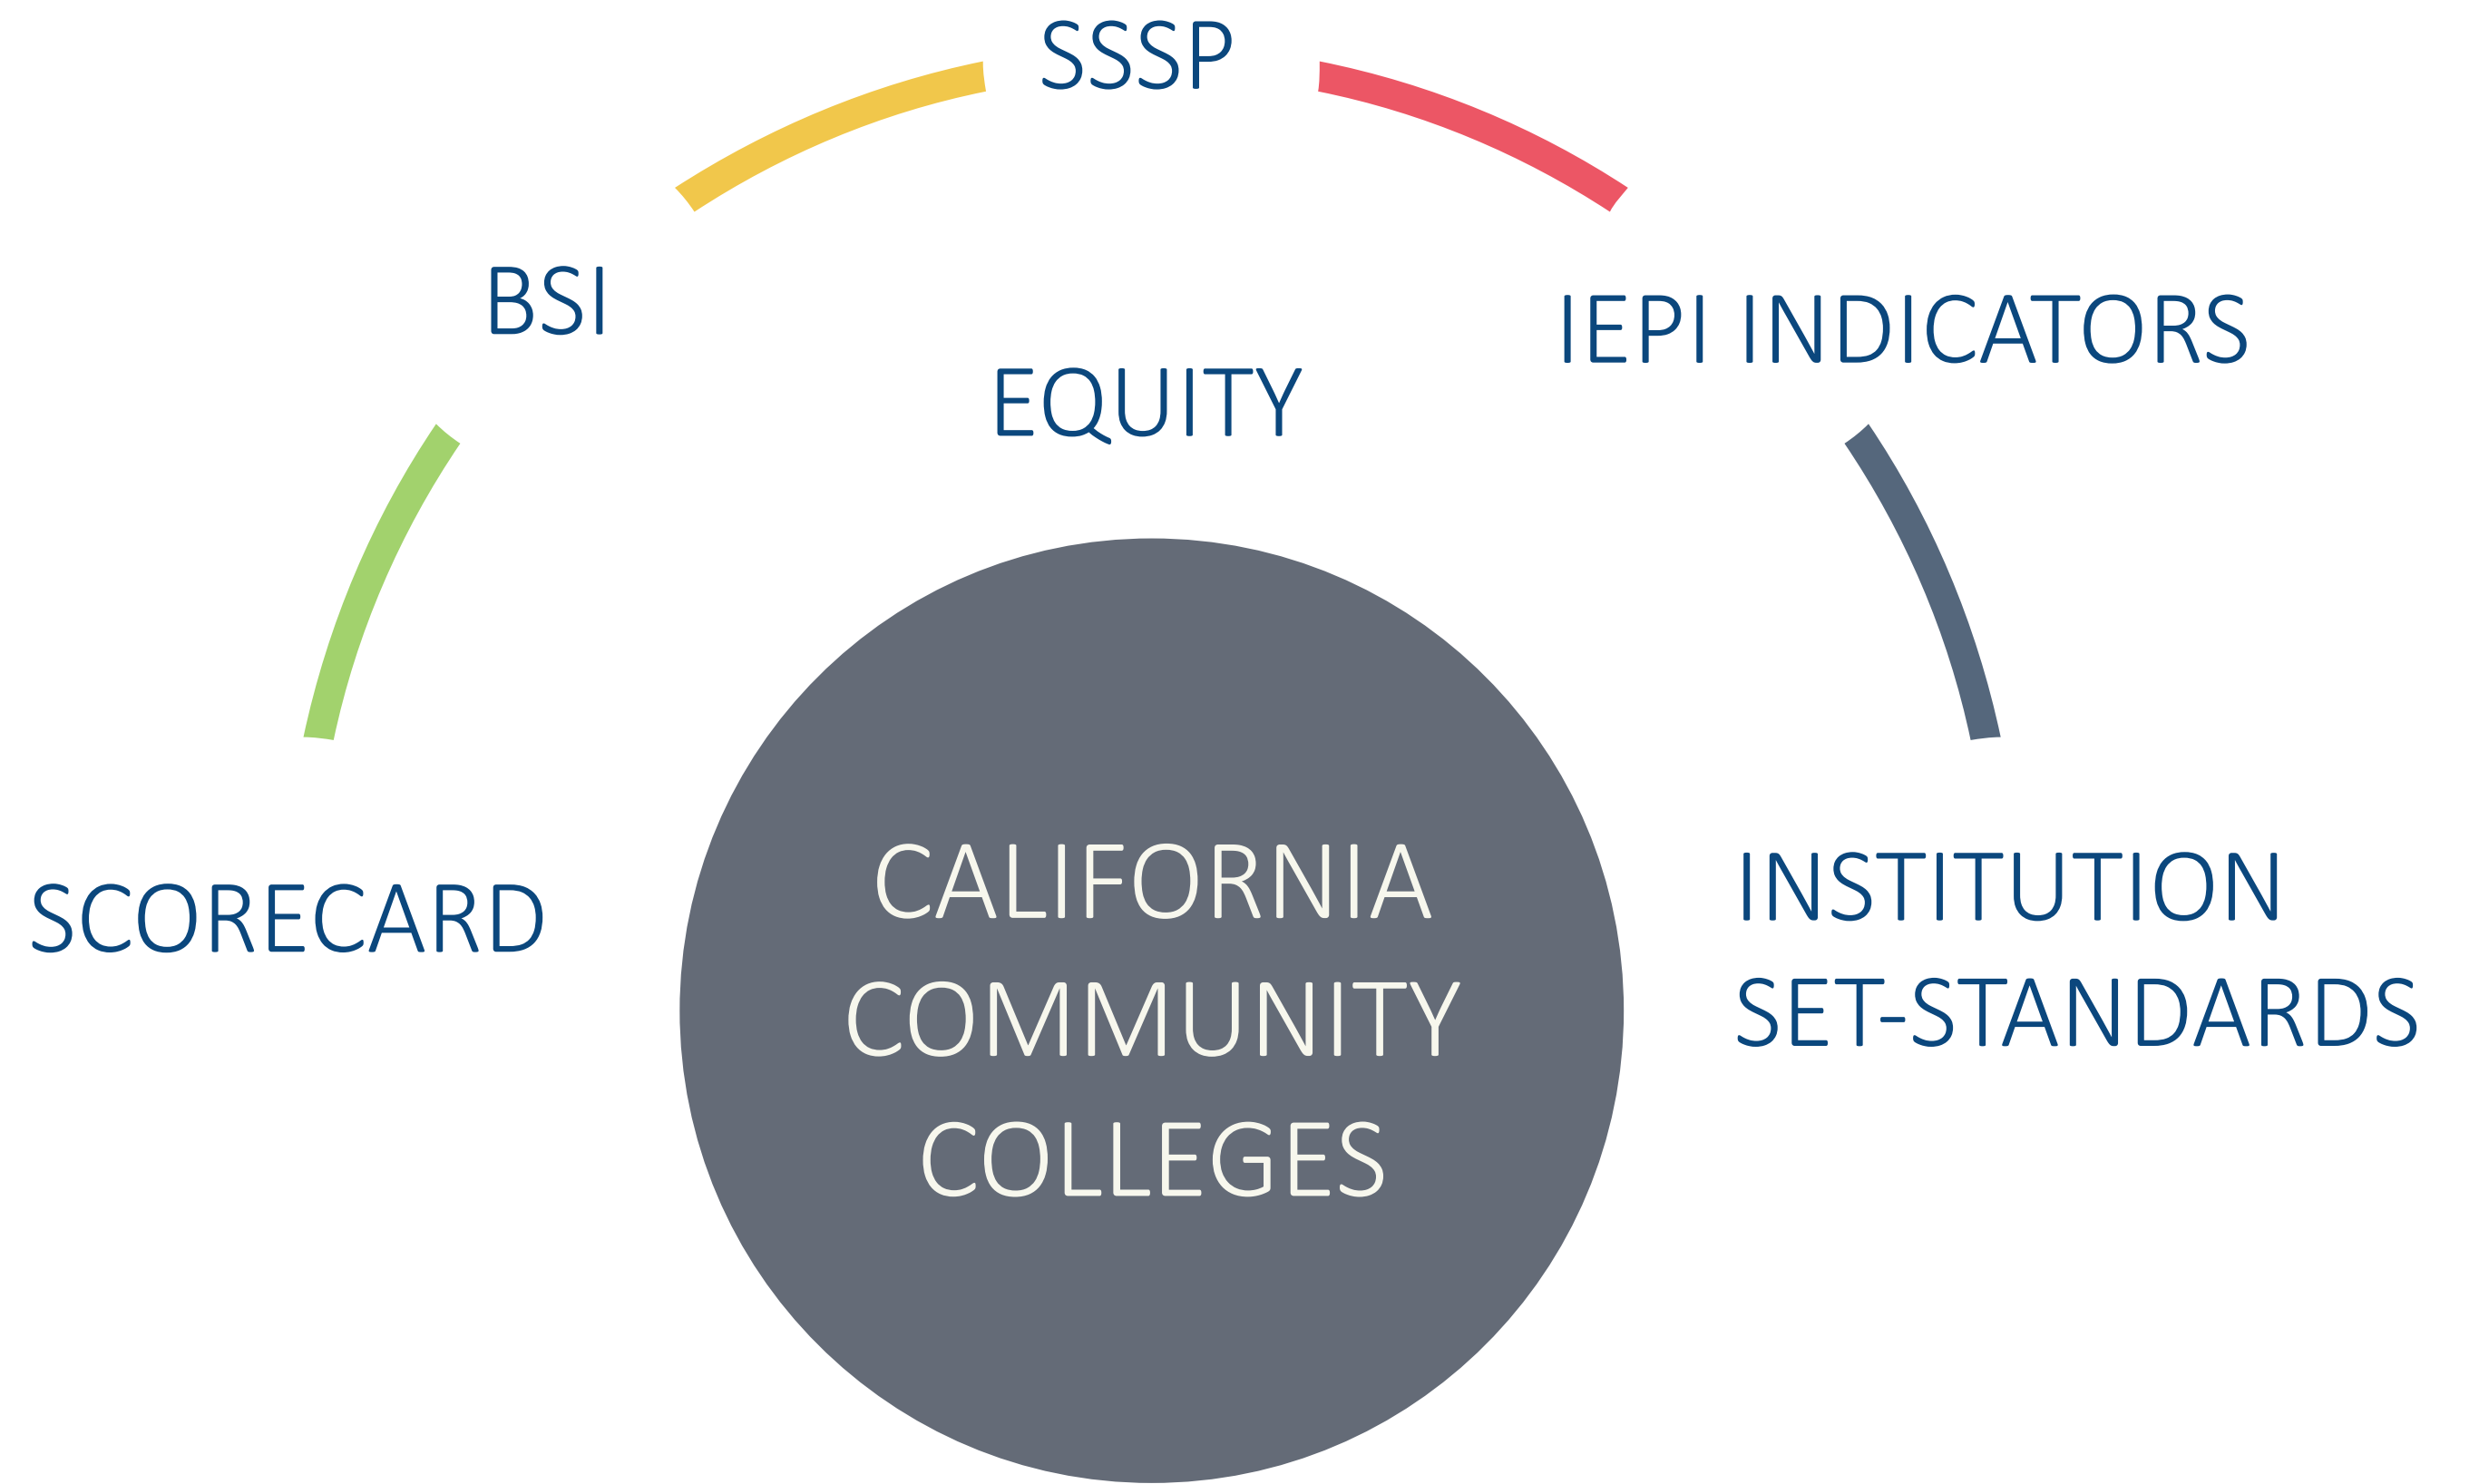 SSSP
BSI
IEPI INDICATORS
EQUITY
SCORECARD
CALIFORNIA
COMMUNITY
COLLEGES
INSTITUTION
SET-STANDARDS